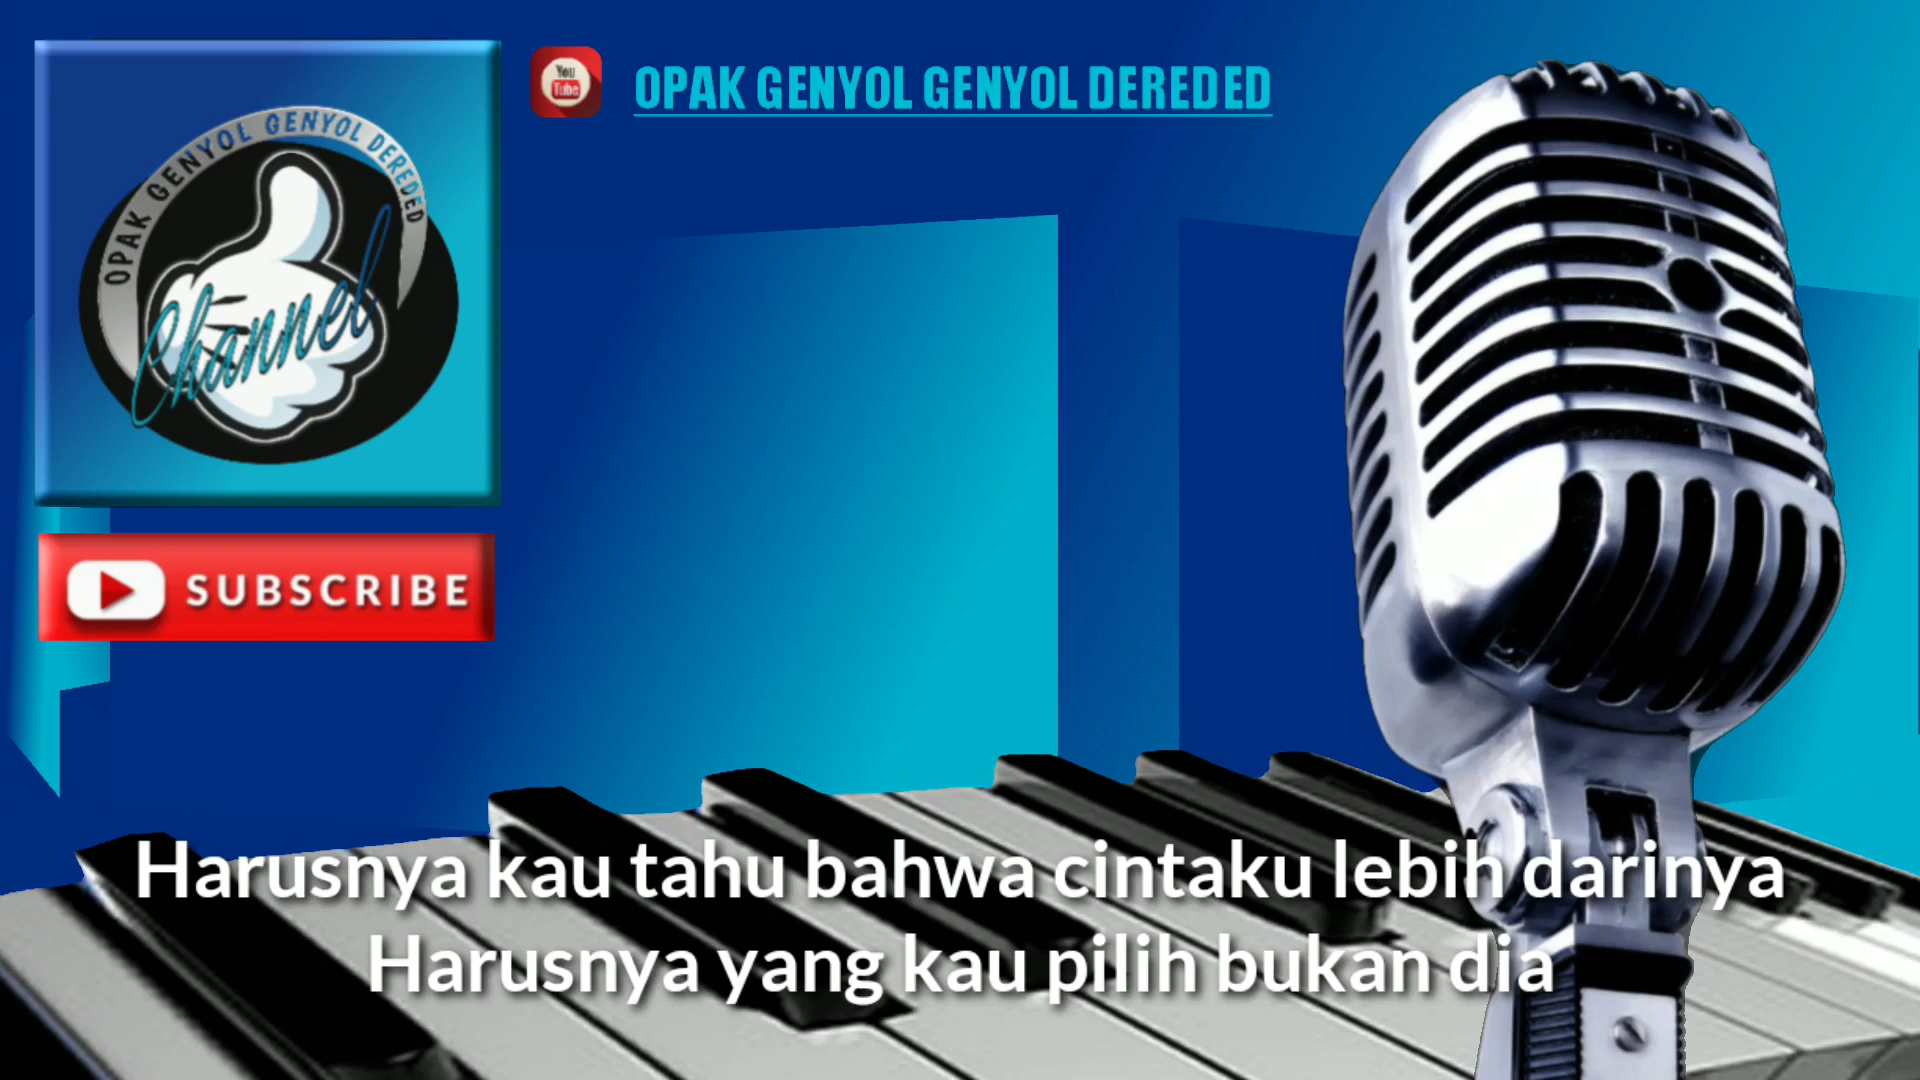 OPAK GENYOL GENYOL DEREDED
Channel
You
Tube
OPAK GENYOL GENYOL DEREDED
SUBSCRIBE
Harusnya kau tahu bahwa cintaku lebih darinya
Harusnya yang kau pilih bukan dia